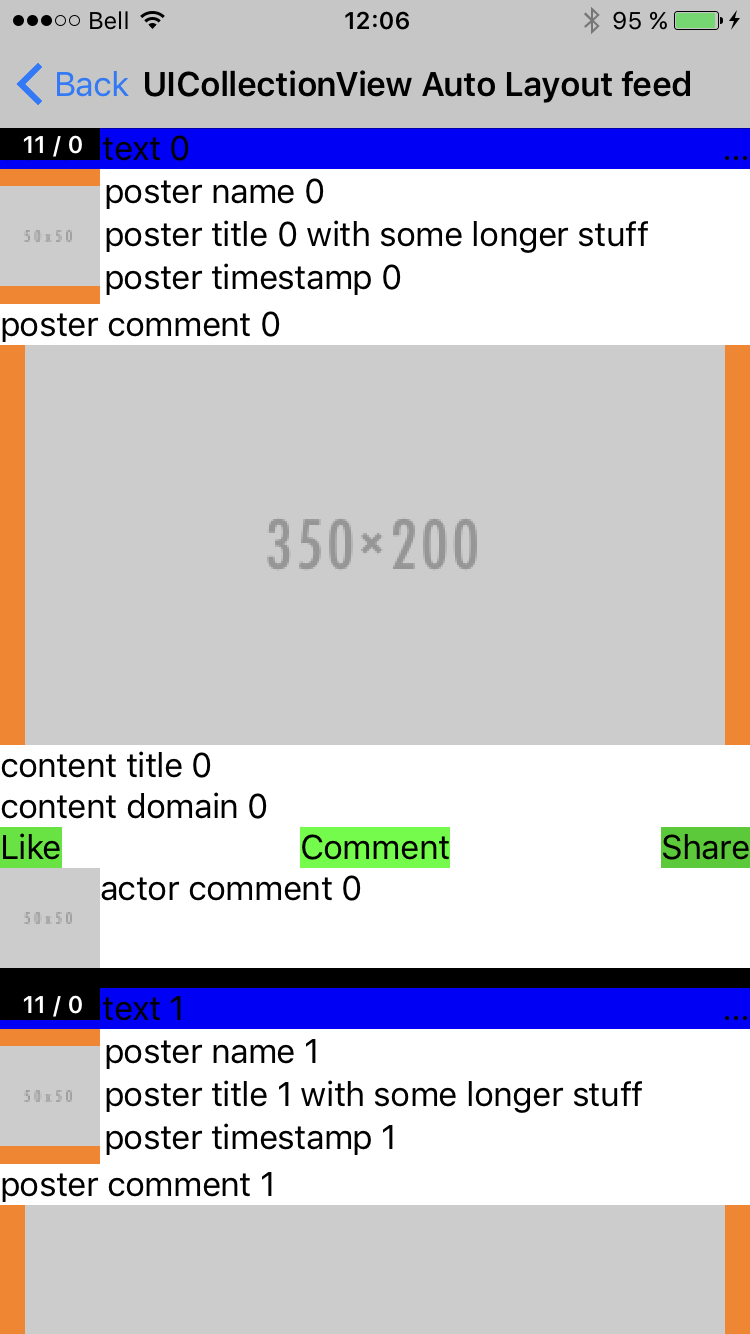 Bell 12:06 95 %
Back UICollectionView Auto Layout feed
11 / 0 text 0 ...
50x50
poster name 0
poster title 0 with some longer stuff
poster timestamp 0
poster comment 0
350×200
content title 0
content domain 0
Like Comment Share
50x50 actor comment 0
11 / 0 text 1 ...
50x50
poster name 1
poster title 1 with some longer stuff
poster timestamp 1
poster comment 1